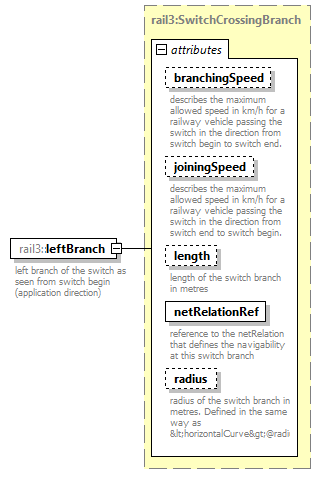 rail3:SwitchCrossingBranch
attributes
branchingSpeed
describes the maximum
allowed speed in km/h for a
railway vehicle passing the
switch in the direction from
switch begin to switch end.
joiningSpeed
describes the maximum
allowed speed in km/h for a
railway vehicle passing the
switch in the direction from
switch end to switch begin.
length
length of the switch branch
in metres
netRelationRef
reference to the netRelation
that defines the navigability
at this switch branch
radius
radius of the switch branch in
metres. Defined in the same
way as
&lt;horizontalCurve&gt;@radi
rail3:leftBranch
left branch of the switch as
seen from switch begin
(application direction)